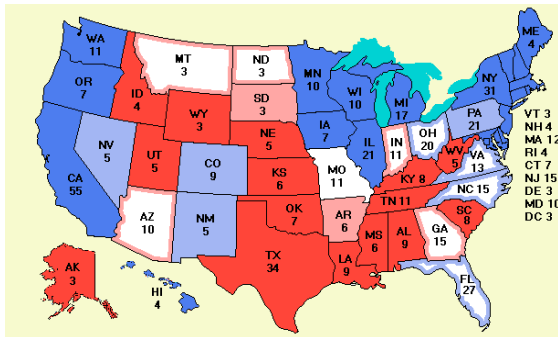 WA
11
OR
7
CA
55
NV
5
ID
4
MT
3
WY
3
UT
5
AZ
10
CO
9
NM
5
ND
3
SD
3
NE
5
KS
6
OK
7
TX
34
MN
10
IA
7
MO
11
AR
6
LA
9
WI
10
IL
21
MI
17
IN
11
OH
20
KY 8
TN 11
MS
6
AL
9
GA
15
FL
27
SC
8
NC 15
VA
13
WV
5
PA
21
NY
31
ME
4
VT 3
NH 4
MA 12
RI 4
CT 7
NJ 15
DE 3
MD 10
DC 3
AK
3
HI
4